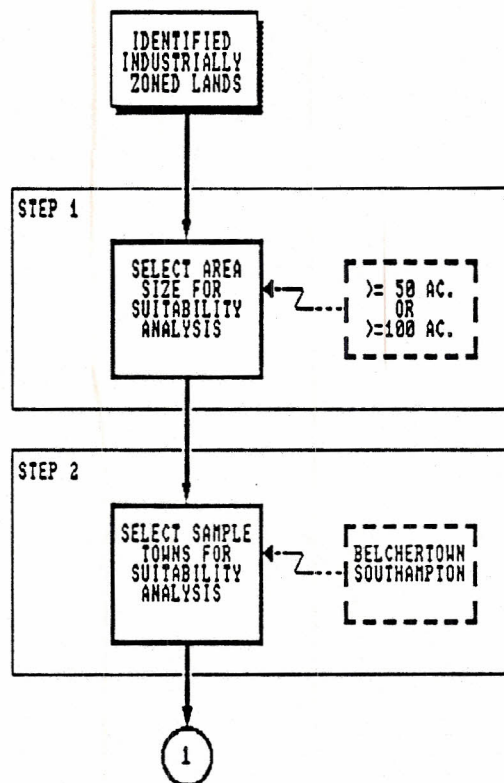 IDENTIFIED
INDUSTRIALLY
ZONED LANDS
STEP 1
SELECT AREA
SIZE FOR
SUITABILITY
ANALYSIS
>= 50 AC.
OR
>=100 AC.
STEP 2
SELECT SAMPLE
TOWNS FOR
SUITABILITY
ANALYSIS
BELCHERTOWN
SOUTHAMPTON
1